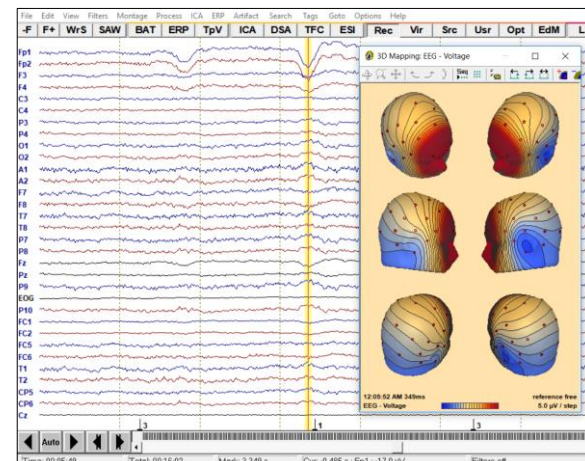 File Edit View Filters Montage Process ICA ERP Artifact Search Tags Goto Options Help
-F F+ WrS SAW BAT ERP TpV ICA DSA TFC ESI Rec Vir Src Usr Opt EdM L
Fp1
Fp2
F3
F4
C3
C4
P3
P4
O1
O2
A1
A2
F7
F8
T7
T8
P7
P8
Fz
Pz
P9
EOG
P10
FC1
FC2
FC5
FC6
T1
T2
CP5
CP6
Cz
3D Mapping: EEG - Voltage
Seq
12:05:52 AM 349ms reference free
EEG - Voltage 5.0 µV / step
3 1 3
Auto